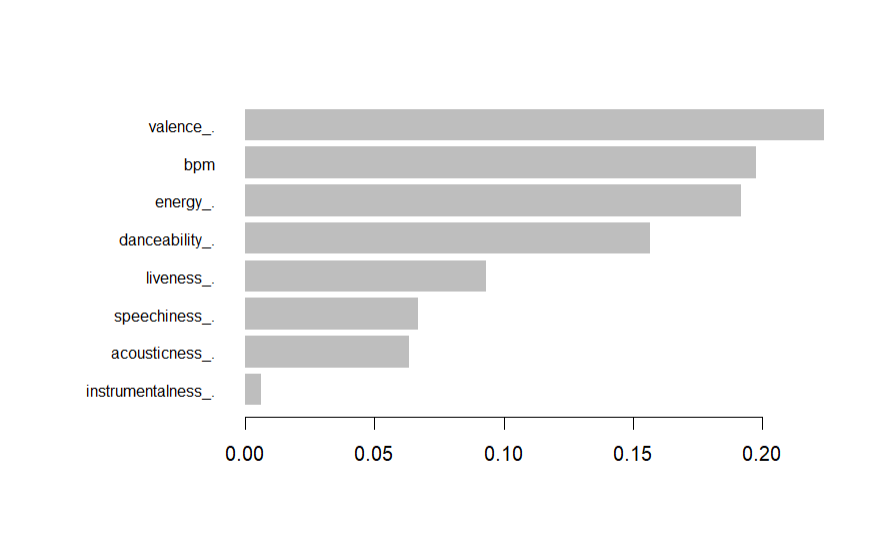 valence_.
bpm
energy_.
danceability_.
liveness_.
speechiness_.
acousticness_.
instrumentalness_.
0.00 0.05 0.10 0.15 0.20